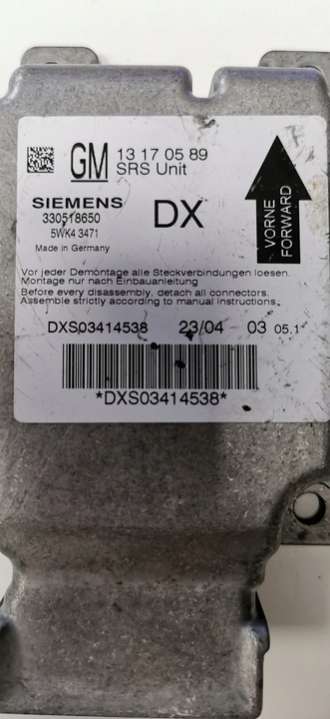 GM 13 17 05 89
SRS Unit
SIEMENS
330518650
5WK4 3471
Made in Germany
DX
VORNE
FORWARD
Vor jeder Demontage alle Steckverbindungen loesen.
Montage nur nach Einbauanleitung
Before every disassembly, detach all connectors.
Assemble strictly according to manual instructions.
DXS03414538 23/04 03 05.1
*DXS03414538*